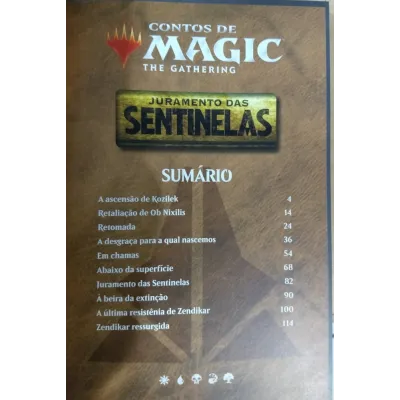 CONTOS DE
MAGIC
THE GATHERING
JURAMENTO DAS
SENTINELAS
SUMÁRIO
A ascensão de Kozilek 4
Retaliação de Ob Nixilis 14
Retomada 24
A desgraça para a qual nascemos 36
Em chamas 54
Abaixo da superfície 68
Juramento das Sentinelas 82
À beira da extinção 90
A última resistênia de Zendikar 100
Zendikar ressurgida 114